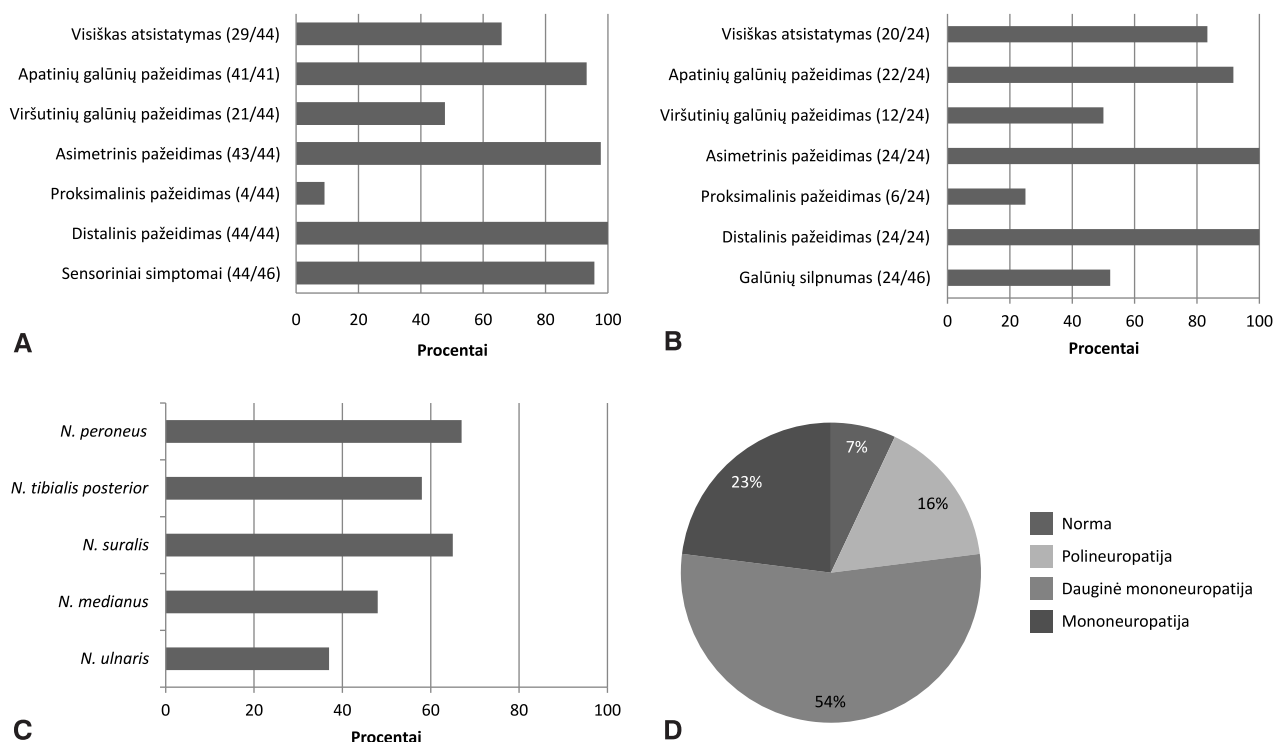 Visiškas atsistatymas (29/44)
Apatinių galūnių pažeidimas (41/41)
Viršutinių galūnių pažeidimas (21/44)
Asimetrinis pažeidimas (43/44)
Proksimalinis pažeidimas (4/44)
Distalinis pažeidimas (44/44)
Sensoriniai simptomai (44/46)
0 20 40 60 80 100
Procentai
A
Visiškas atsistatymas (20/24)
Apatinių galūnių pažeidimas (22/24)
Viršutinių galūnių pažeidimas (12/24)
Asimetrinis pažeidimas (24/24)
Proksimalinis pažeidimas (6/24)
Distalinis pažeidimas (24/24)
Galūnių silpnumas (24/46)
0 20 40 60 80 100
Procentai
B
N. peroneus
N. tibialis posterior
N. suralis
N. medianus
N. ulnaris
0 20 40 60 80 100
Procentai
C
7%
16%
54%
23%
Norma
Polineuropatija
Dauginė mononeuropatija
Mononeuropatija
D